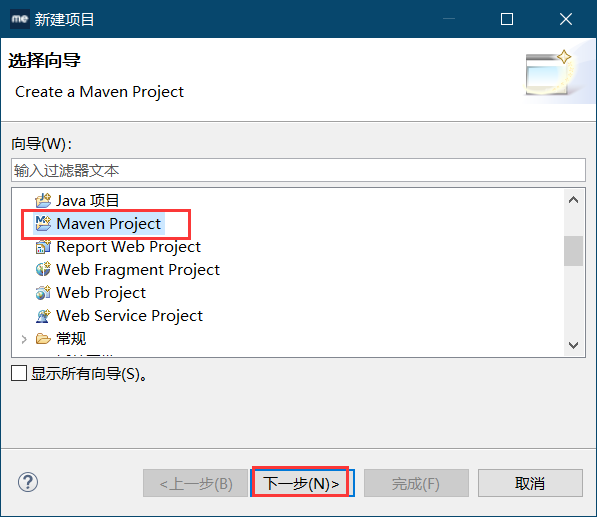 me 新建项目
选择向导
Create a Maven Project
向导(W):
输入过滤器文本
Java 项目
Maven Project
Report Web Project
Web Fragment Project
Web Project
Web Service Project
常规
显示所有向导(S)。
?
<上一步(B)
下一步(N)>
完成(F)
取消